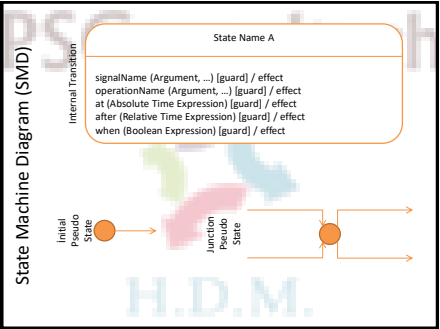 State Machine Diagram (SMD)
Internal Transition
State Name A
signalName (Argument, ...) [guard] / effect
operationName (Argument, ...) [guard] / effect
at (Absolute Time Expression) [guard] / effect
after (Relative Time Expression) [guard] / effect
when (Boolean Expression) [guard] / effect
Initial
Pseudo
State
Junction
Pseudo
State
H.D.M.